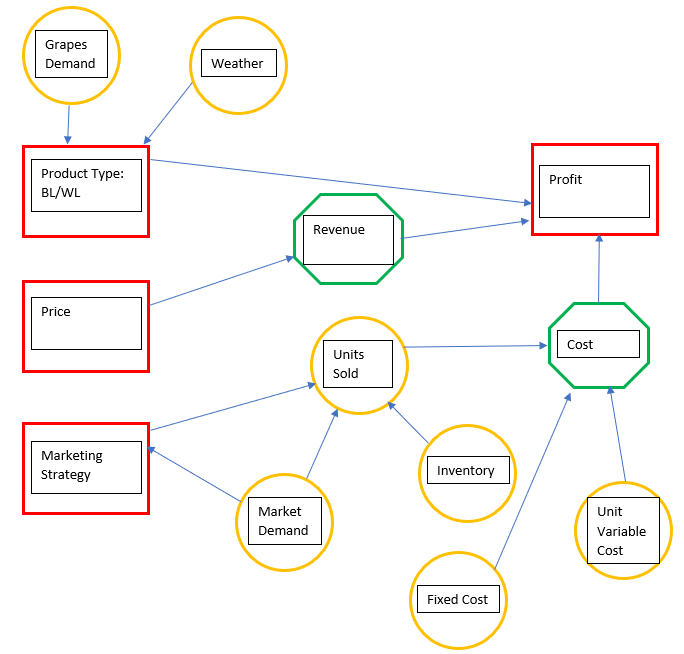 Grapes
Demand
Weather
Product Type:
BL/WL
Profit
Revenue
Price
Units
Sold
Cost
Marketing
Strategy
Inventory
Market
Demand
Unit
Variable
Cost
Fixed Cost